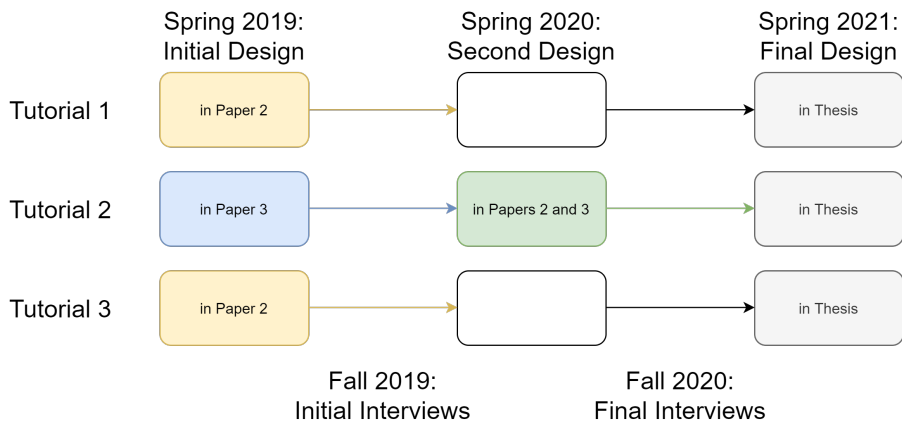 Spring 2019:
Initial Design
Spring 2020:
Second Design
Spring 2021:
Final Design
Tutorial 1
in Paper 2
in Thesis
Tutorial 2
in Paper 3
in Papers 2 and 3
in Thesis
Tutorial 3
in Paper 2
in Thesis
Fall 2019:
Initial Interviews
Fall 2020:
Final Interviews